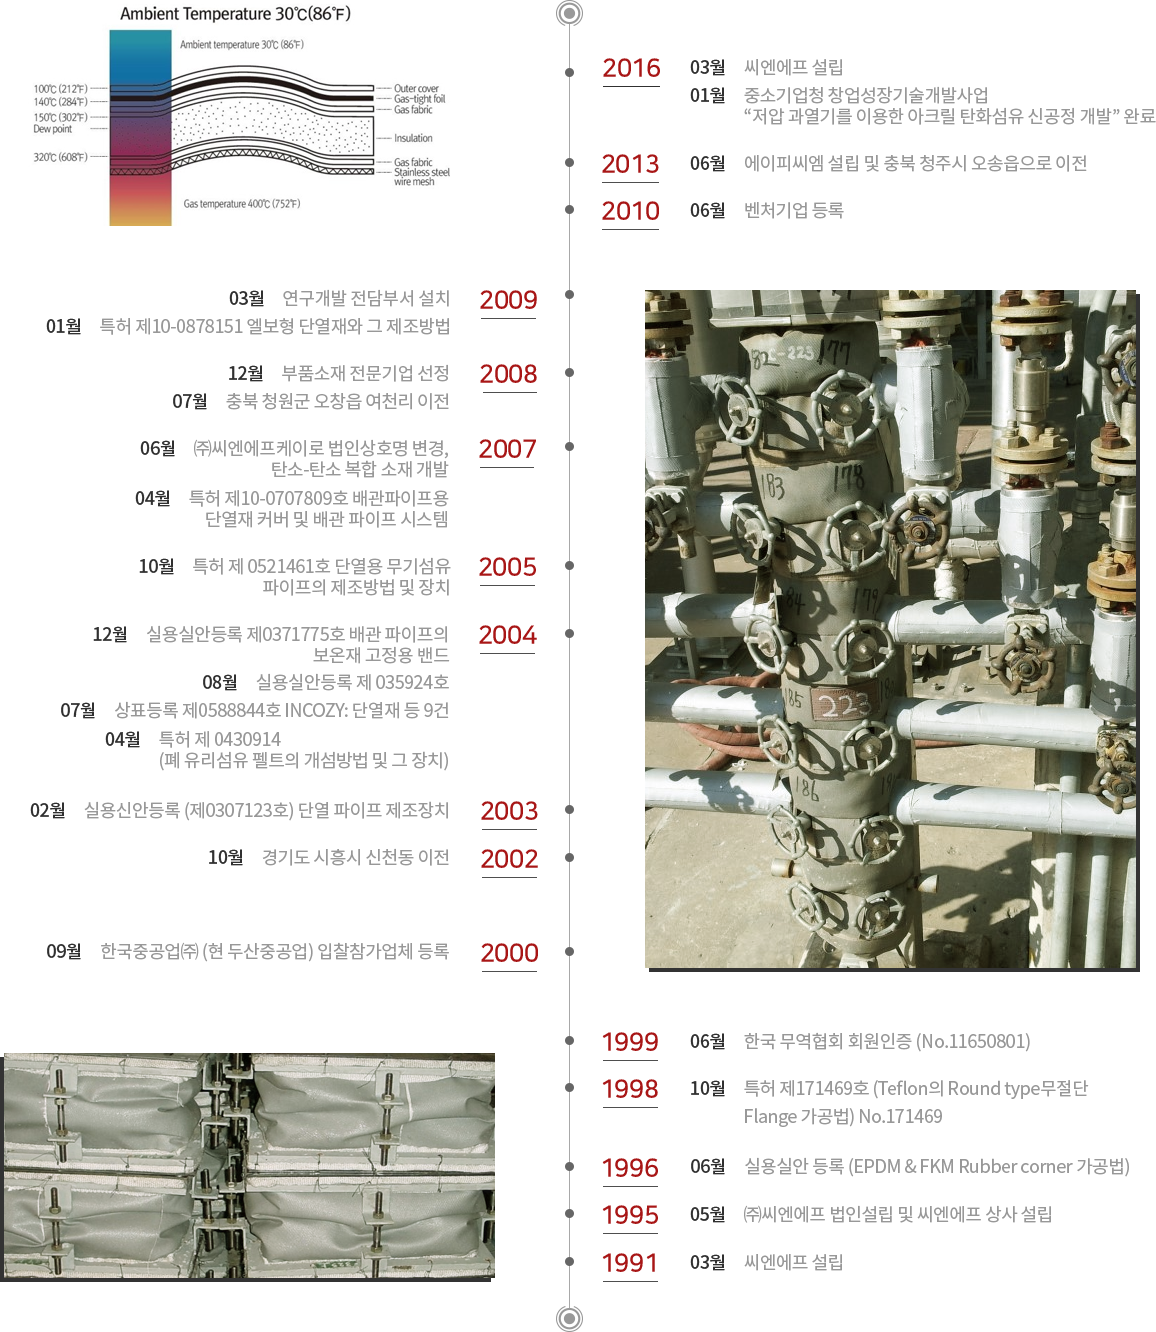 Ambient Temperature 30℃(86℉)
Ambient temperature 30℃ (86℉)
100℃ (212℉)
140℃ (284℉)
150℃ (302℉)
Dew point
320℃ (608℉)
Outer cover
Gas-tight foil
Gas fabric
Insulation
Gas fabric
Stainless steel
wire mesh
Gas temperature 400℃ (752℉)
2016 03월 씨엔에프 설립
01월 중소기업청 창업성장기술개발사업
“저압 과열기를 이용한 아크릴 탄화섬유 신공정 개발” 완료
2013 06월 에이피씨엠 설립 및 충북 청주시 오송읍으로 이전
2010 06월 벤처기업 등록
03월 연구개발 전담부서 설치 2009
01월 특허 제10-0878151 엘보형 단열재와 그 제조방법
12월 부품소재 전문기업 선정 2008
07월 충북 청원군 오창읍 여천리 이전
06월 ㈜씨엔에프케이로 법인상호명 변경, 2007
탄소-탄소 복합 소재 개발
04월 특허 제10-0707809호 배관파이프용
단열재 커버 및 배관 파이프 시스템
10월 특허 제 0521461호 단열용 무기섬유 2005
파이프의 제조방법 및 장치
12월 실용실안등록 제0371775호 배관 파이프의 2004
보온재 고정용 밴드
08월 실용실안등록 제 035924호
07월 상표등록 제0588844호 INCOZY: 단열재 등 9건
04월 특허 제 0430914
(폐 유리섬유 펠트의 개섬방법 및 그 장치)
02월 실용신안등록 (제0307123호) 단열 파이프 제조장치 2003
10월 경기도 시흥시 신천동 이전 2002
09월 한국중공업㈜ (현 두산중공업) 입찰참가업체 등록 2000
82C-223 177
183 178
184 179
185 223
186
1999 06월 한국 무역협회 회원인증 (No.11650801)
1998 10월 특허 제171469호 (Teflon의 Round type무절단
Flange 가공법) No.171469
1996 06월 실용실안 등록 (EPDM & FKM Rubber corner 가공법)
1995 05월 ㈜씨엔에프 법인설립 및 씨엔에프 상사 설립
1991 03월 씨엔에프 설립